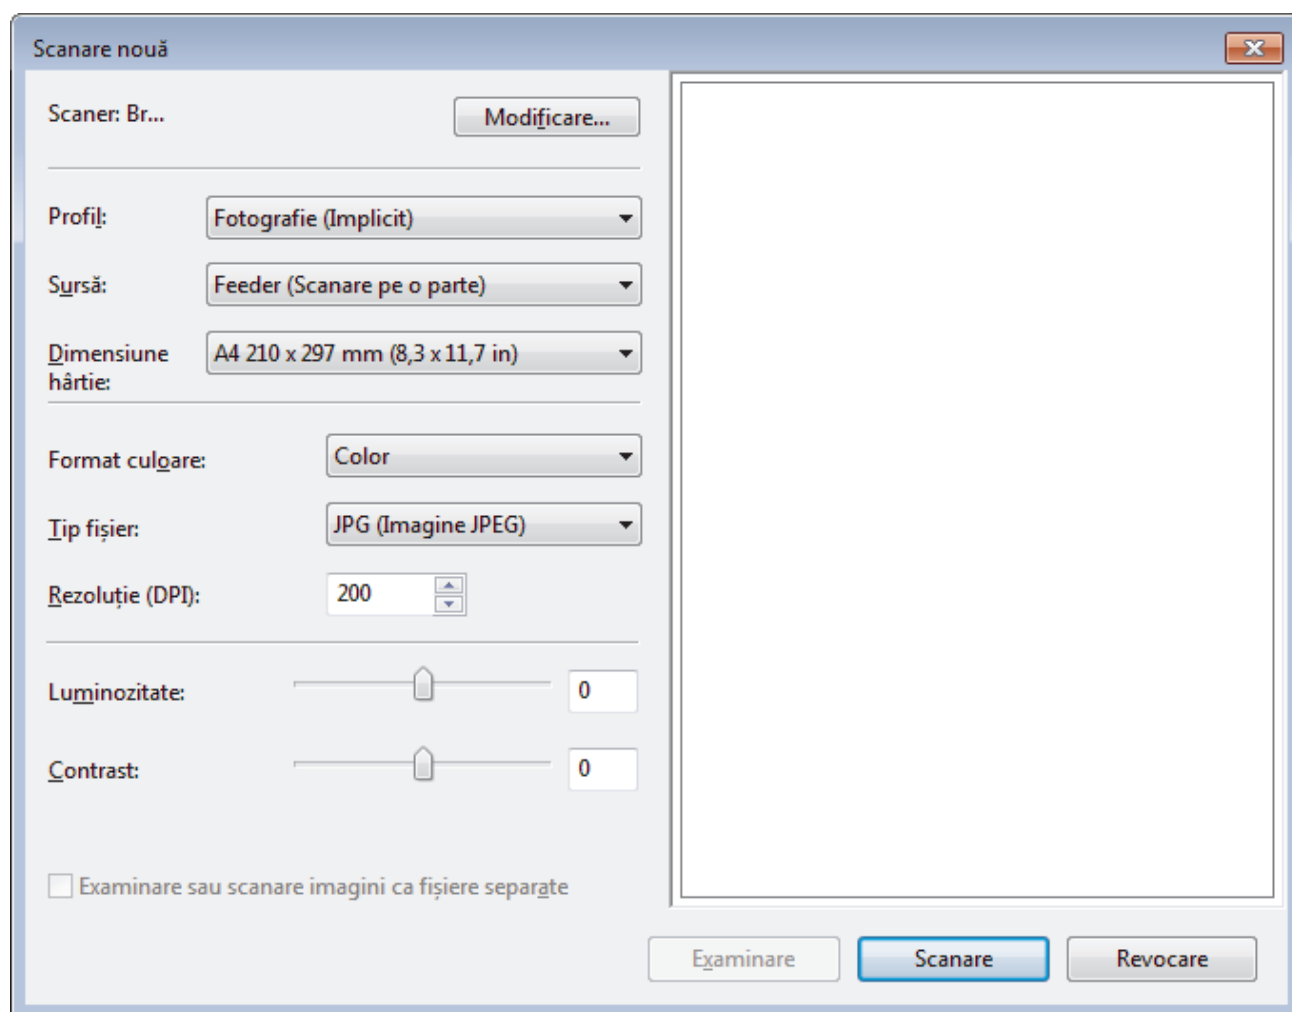 Scanare nouă
Scaner: Br...
Modificare...
Profil:
Fotografie (Implicit)
Sursă:
Feeder (Scanare pe o parte)
Dimensiune
hârtie:
A4 210 x 297 mm (8,3 x 11,7 in)
Format culoare:
Color
Tip fișier:
JPG (Imagine JPEG)
Rezoluție (DPI):
200
Luminozitate:
0
Contrast:
0
Examinare sau scanare imagini ca fișiere separate
Examinare
Scanare
Revocare